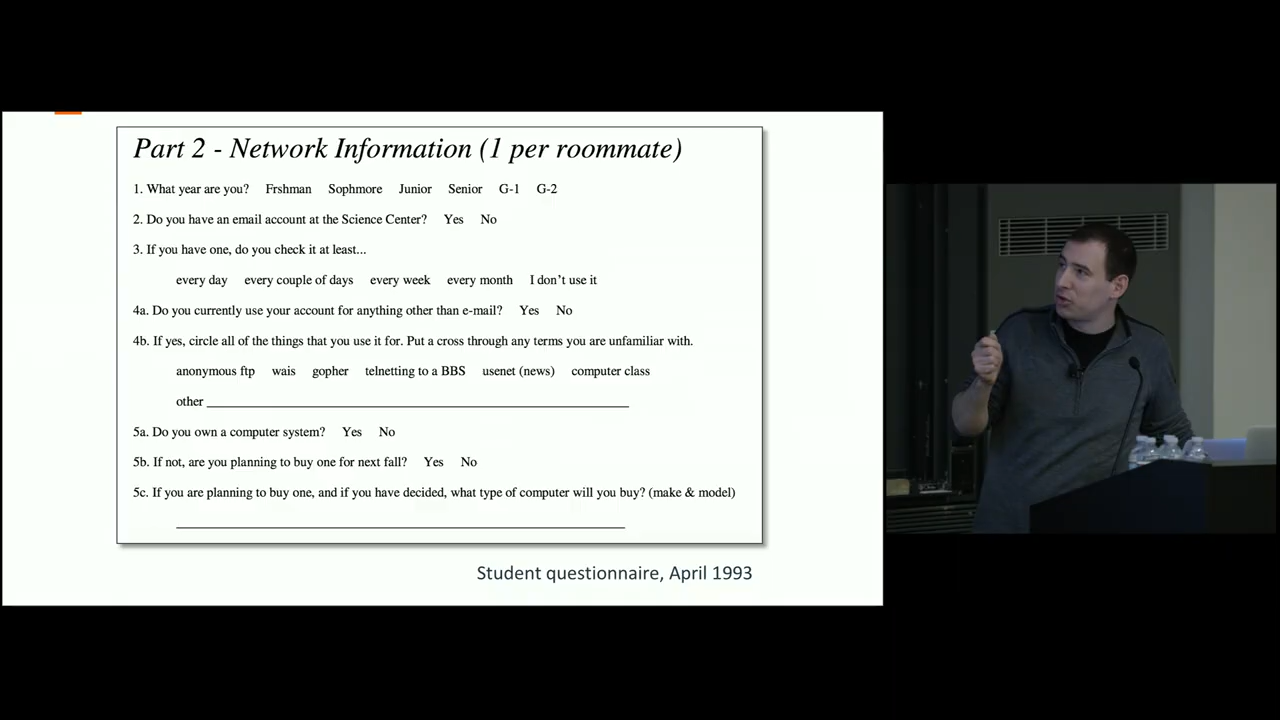 Part 2 - Network Information (1 per roommate)
1. What year are you? Frshman Sophmore Junior Senior G-1 G-2
2. Do you have an email account at the Science Center? Yes No
3. If you have one, do you check it at least...
every day every couple of days every week every month I don't use it
4a. Do you currently use your account for anything other than e-mail? Yes No
4b. If yes, circle all of the things that you use it for. Put a cross through any terms you are unfamiliar with.
anonymous ftp wais gopher telnetting to a BBS usenet (news) computer class
other
5a. Do you own a computer system? Yes No
5b. If not, are you planning to buy one for next fall? Yes No
5c. If you are planning to buy one, and if you have decided, what type of computer will you buy? (make & model)
Student questionnaire, April 1993